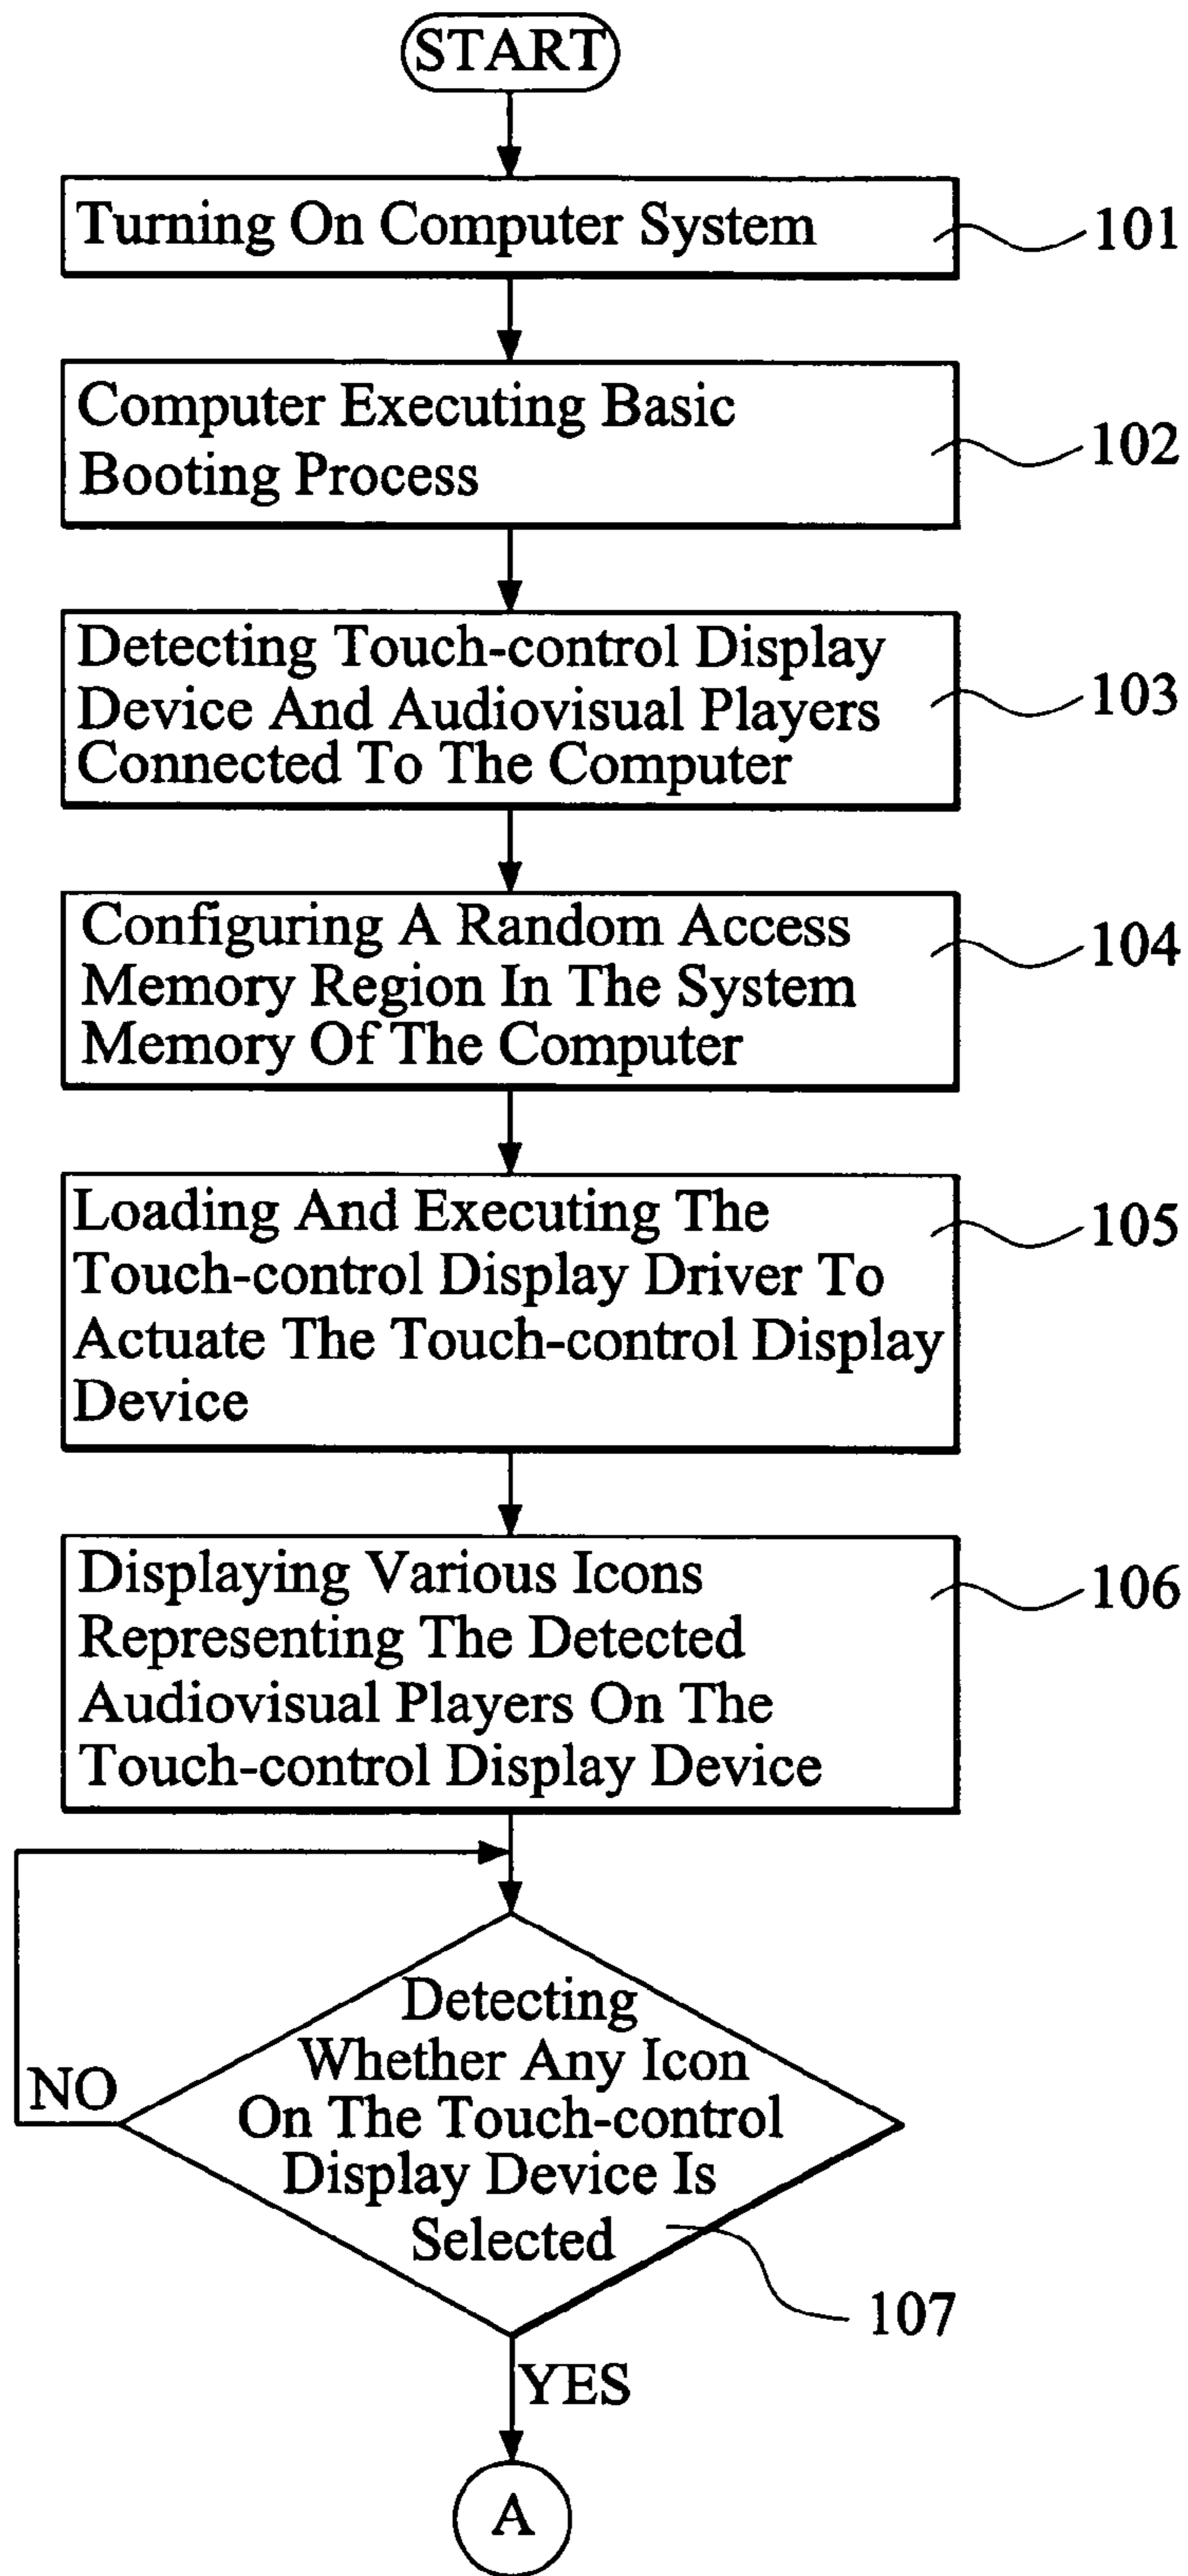 START
Turning On Computer System
101
Computer Executing Basic
Booting Process
102
Detecting Touch-control Display
Device And Audiovisual Players
Connected To The Computer
103
Configuring A Random Access
Memory Region In The System
Memory Of The Computer
104
Loading And Executing The
Touch-control Display Driver To
Actuate The Touch-control Display
Device
105
Displaying Various Icons
Representing The Detected
Audiovisual Players On The
Touch-control Display Device
106
Detecting
Whether Any Icon
On The Touch-control
Display Device Is
Selected
NO
107
YES
A